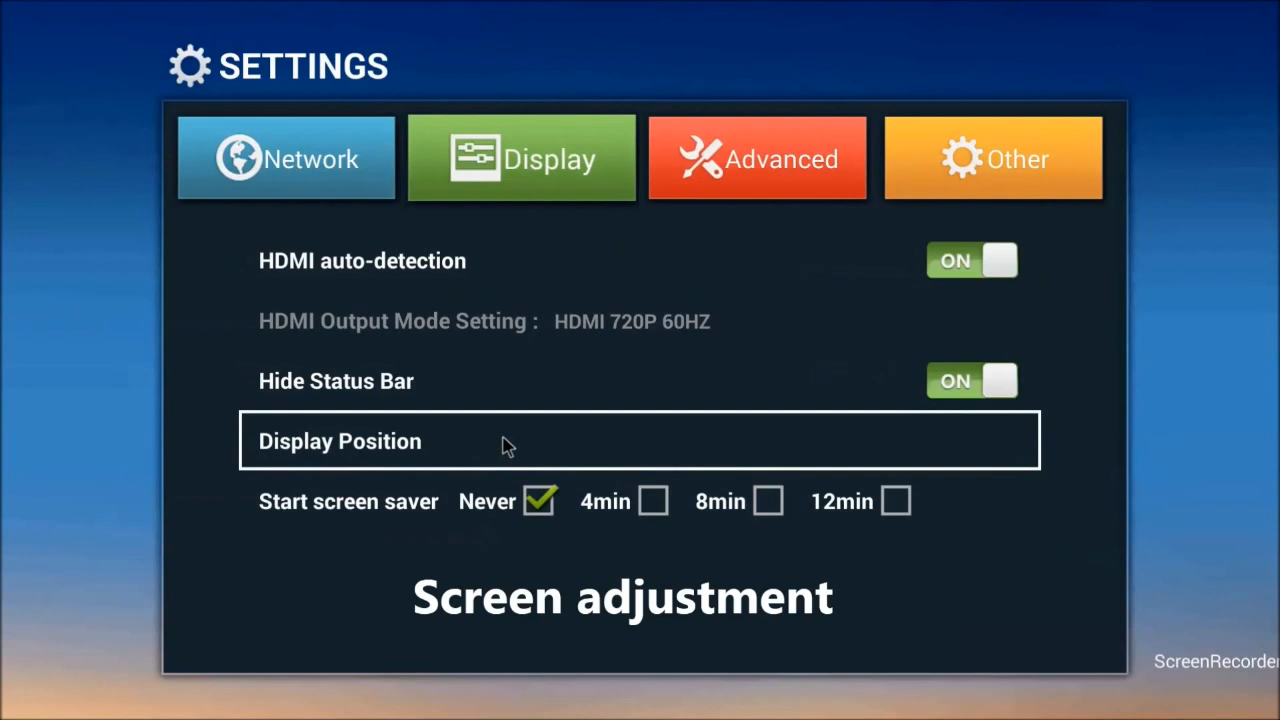 SETTINGS
Network
Display
Advanced
Other
HDMI auto-detection ON
HDMI Output Mode Setting : HDMI 720P 60HZ
Hide Status Bar ON
Display Position
Start screen saver Never 4min 8min 12min
Screen adjustment
ScreenRecorder